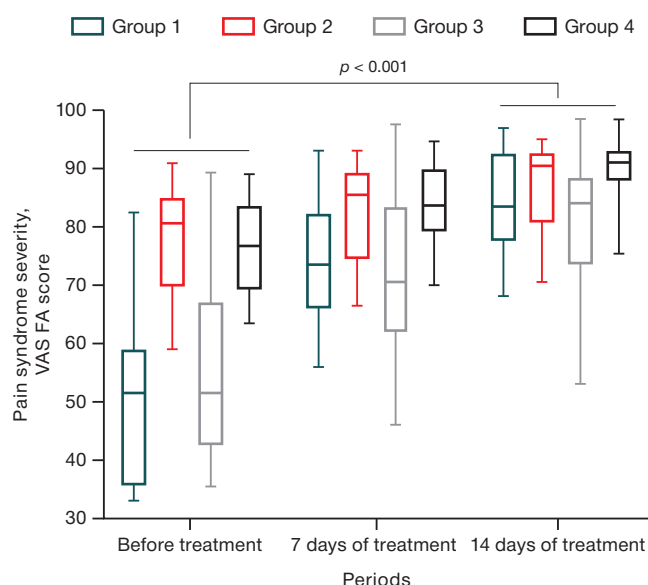 Group 1 Group 2 Group 3 Group 4
p < 0.001
100
90
80
70
60
50
40
30
Pain syndrome severity,
VAS FA score
Before treatment 7 days of treatment 14 days of treatment
Periods